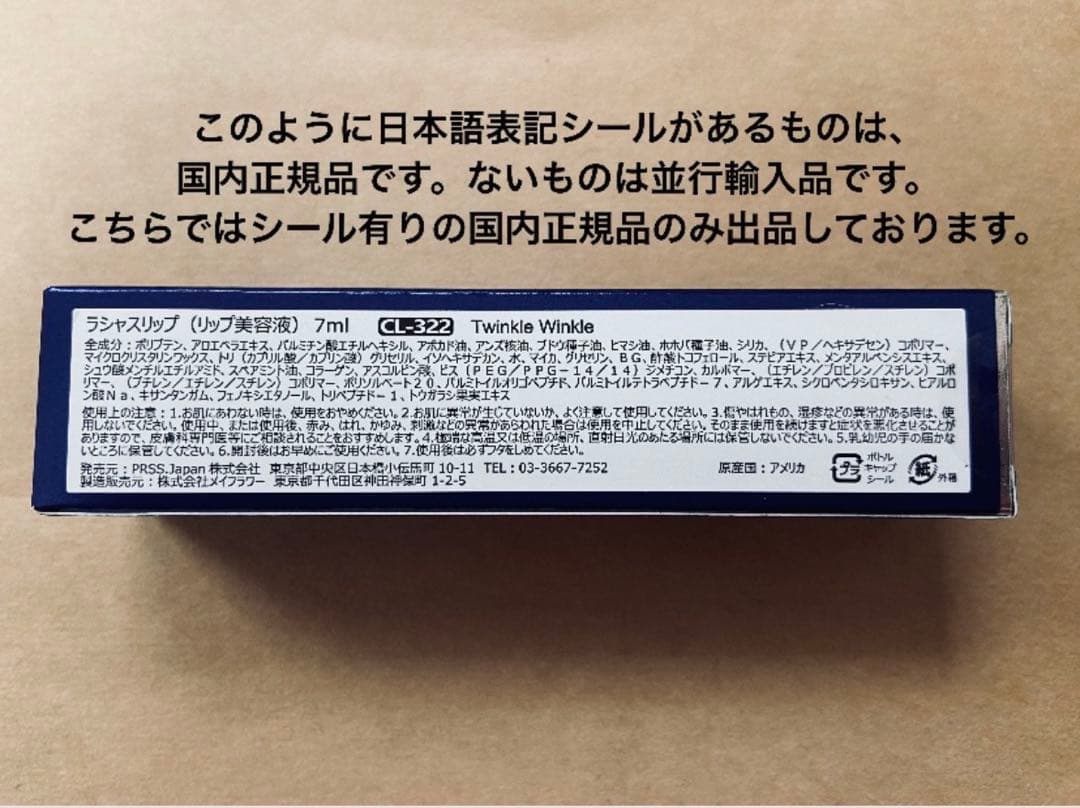 このように日本語表記シールがあるものは、
国内正規品です。ないものは並行輸入品です。
こちらではシール有りの国内正規品のみ出品しております。
ラシャスリップ（リップ美容液） 7ml CL-322 Twinkle Winkle
全成分：ポリブテン、アロエベラエキス、パルミチン酸エチルヘキシル、アボカド油、アンズ核油、ブドウ種子油、ヒマシ油、ホホバ種子油、シリカ、（ＶＰ／ヘキサデセン）コポリマー、
マイクロクリスタリンワックス、トリ（カプリル酸／カプリン酸）グリセリル、イソヘキサデカン、水、マイカ、グリセリン、ＢＧ、酢酸トコフェロール、ステビアエキス、メンタアルベンシスエキス、
シュウ酸メンチルエチルアミド、スペアミント油、コラーゲン、アスコルビン酸、ビス（ＰＥＧ／ＰＰＧ－１４／１４）ジメチコン、カルボマー、（エチレン／プロピレン／スチレン）コポ
リマー、（ブチレン／エチレン／スチレン）コポリマー、ポリソルベート２０、パルミトイルオリゴペプチド、パルミトイルテトラペプチド－７、アルゲエキス、シクロペンタシロキサン、ヒアルロ
ン酸Ｎａ、キサンタンガム、フェノキシエタノール、トリペプチド－１、トウガラシ果実エキス
使用上の注意：1.お肌にあわない時は、使用をおやめください。2.お肌に異常が生じていないか、よく注意して使用してください。3.傷やはれもの、湿疹などの異常がある時は、使
用しないでください。使用中、または使用後、赤み、はれ、かゆみ、刺激などの異常があらわれた場合は使用を中止してください。そのまま使用を続けますと症状を悪化させることが
ありますので、皮膚科専門医等にご相談されることをおすすめします。4.極端な高温又は低温の場所、直射日光のあたる場所には保管しないでください。5.乳幼児の手の届かな
いところに保管してください。6.開封後はお早めにご使用ください。7.使用後は必ずフタをしめてください。
発売元：PRSS.Japan 株式会社 東京都中央区日本橋小伝馬町 10-11 TEL：03-3667-7252 原産国：アメリカ
製造販売元：株式会社メイフラワー 東京都千代田区神田神保町 1-2-5
プラ
ボトル
キャップ
シール
紙
外箱